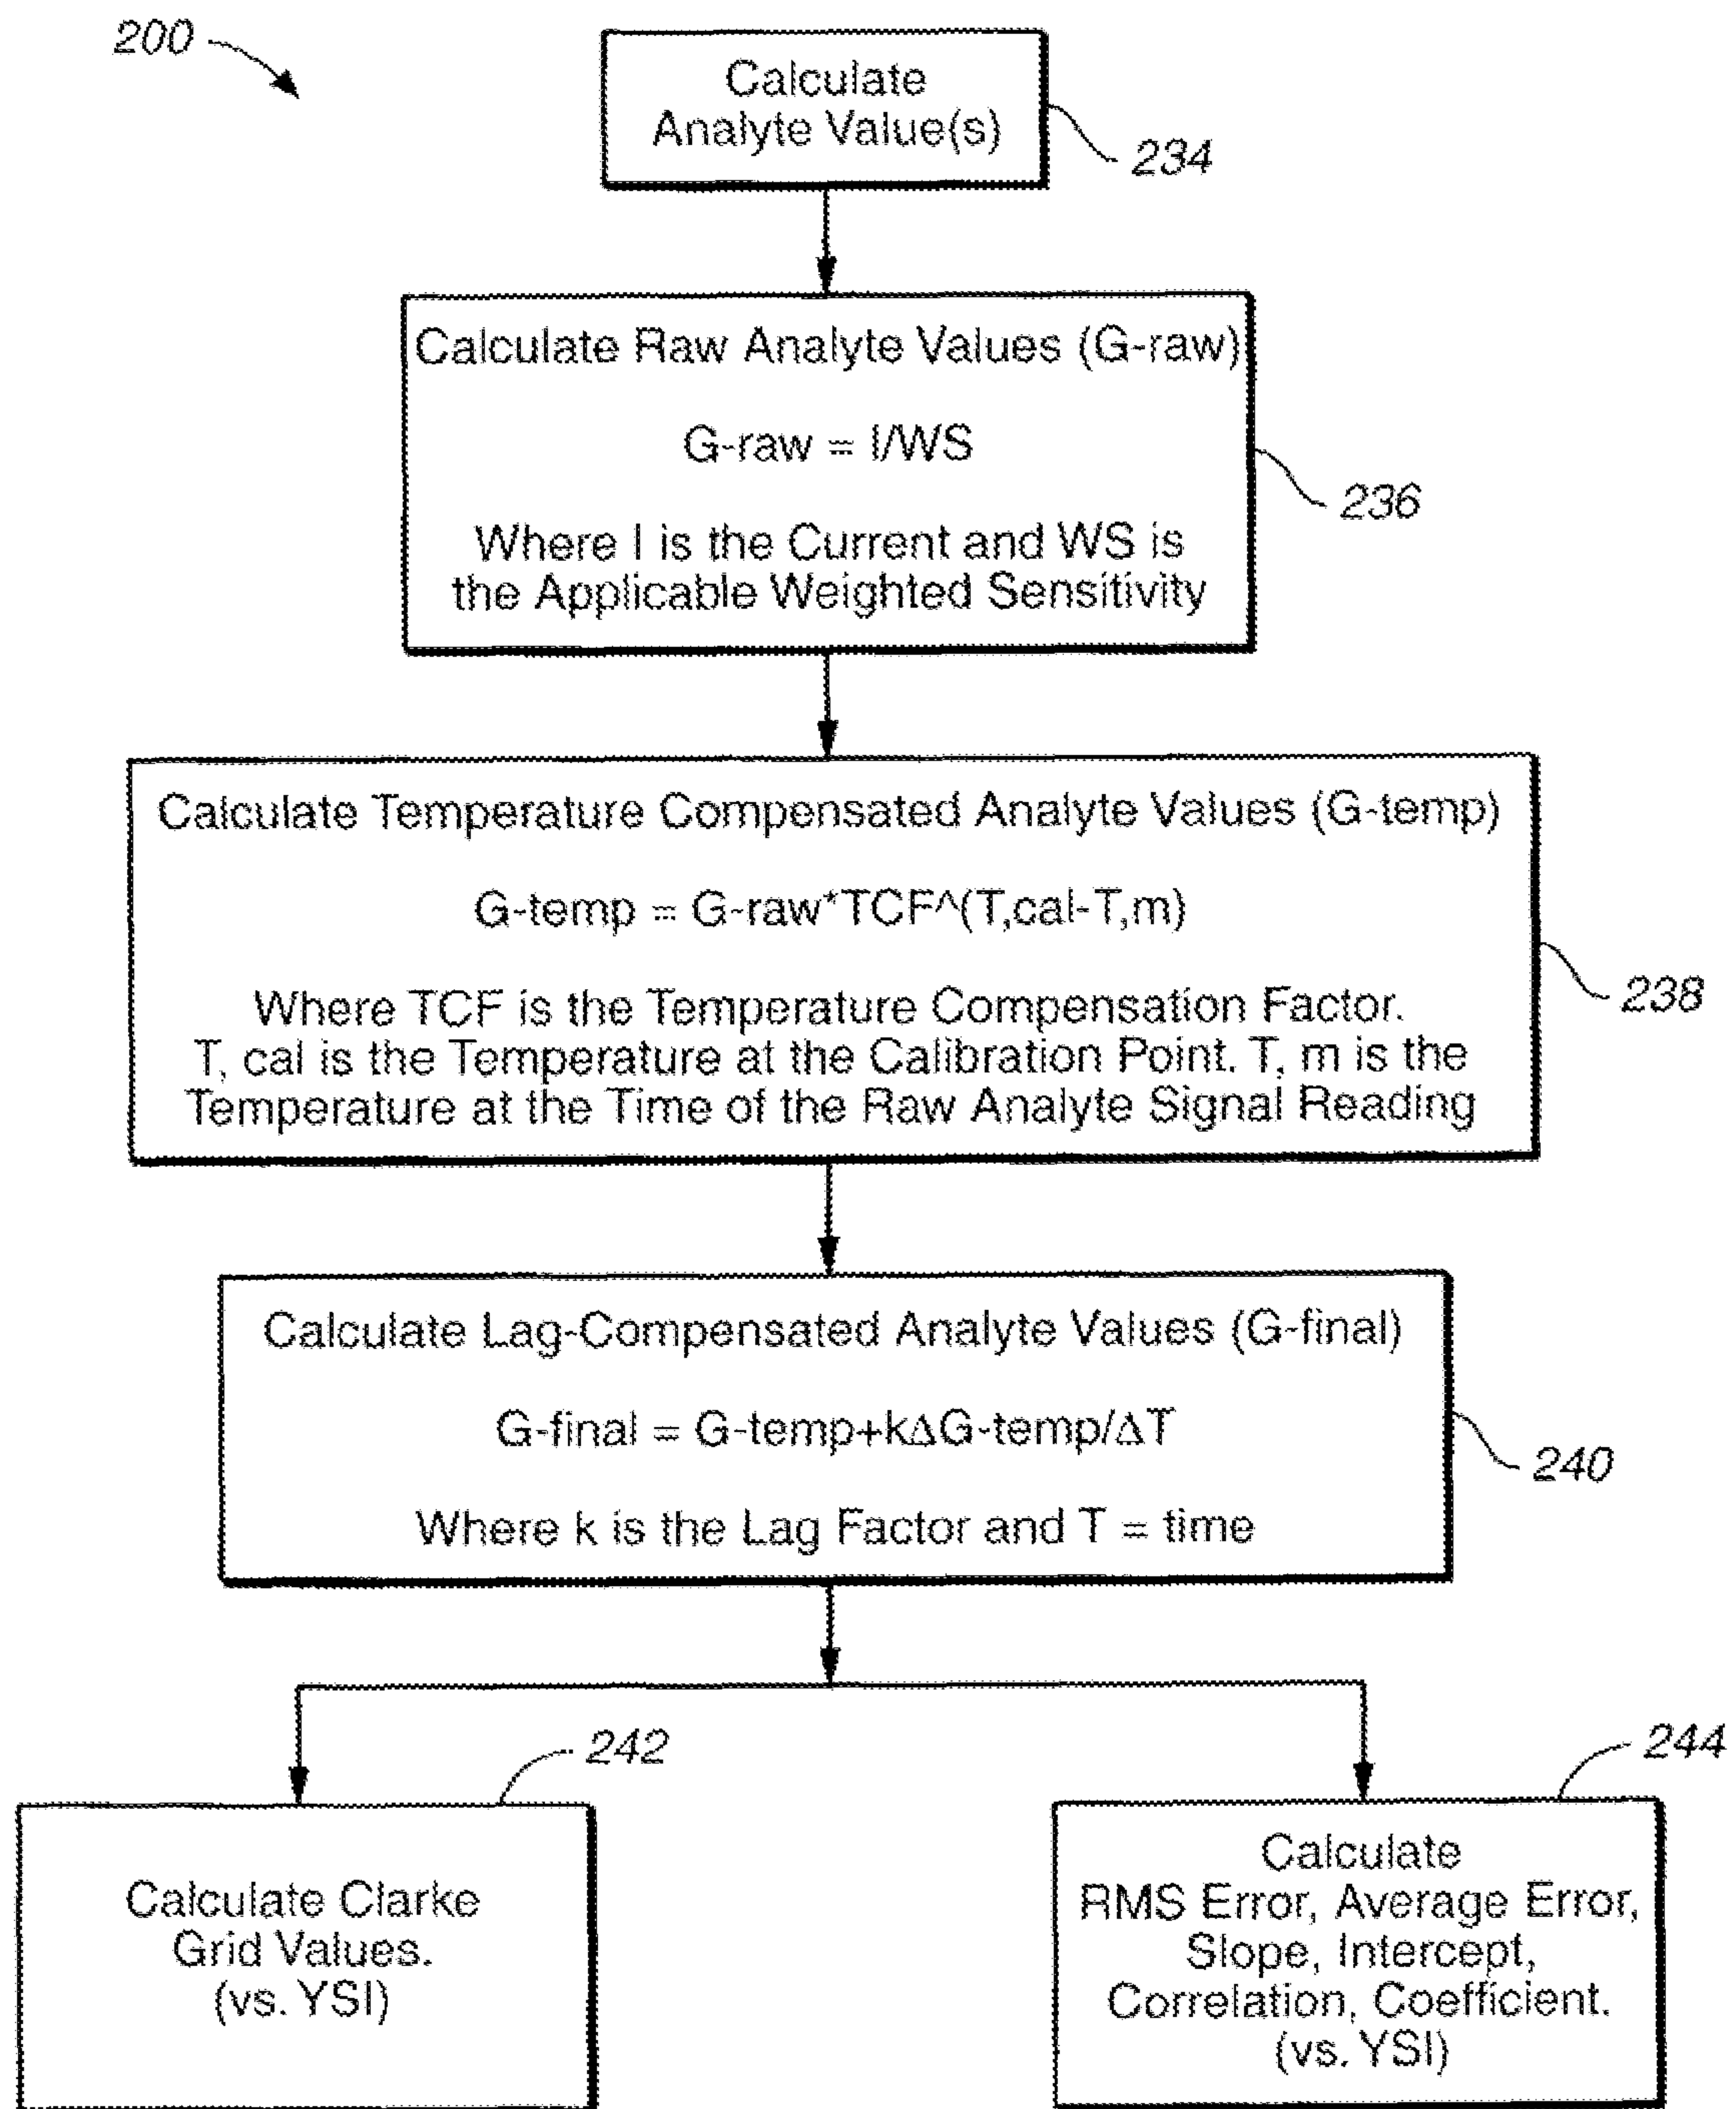 200
Calculate
Analyte Value(s)
234
Calculate Raw Analyte Values (G-raw)
G-raw = I/WS
Where I is the Current and WS is
the Applicable Weighted Sensitivity
236
Calculate Temperature Compensated Analyte Values (G-temp)
G-temp = G-raw*TCF^(T,cal-T,m)
Where TCF is the Temperature Compensation Factor.
T, cal is the Temperature at the Calibration Point. T, m is the
Temperature at the Time of the Raw Analyte Signal Reading
238
Calculate Lag-Compensated Analyte Values (G-final)
G-final = G-temp+kΔG-temp/ΔT
Where k is the Lag Factor and T = time
240
242
Calculate Clarke
Grid Values.
(vs. YSI)
244
Calculate
RMS Error, Average Error,
Slope, Intercept,
Correlation, Coefficient.
(vs. YSI)